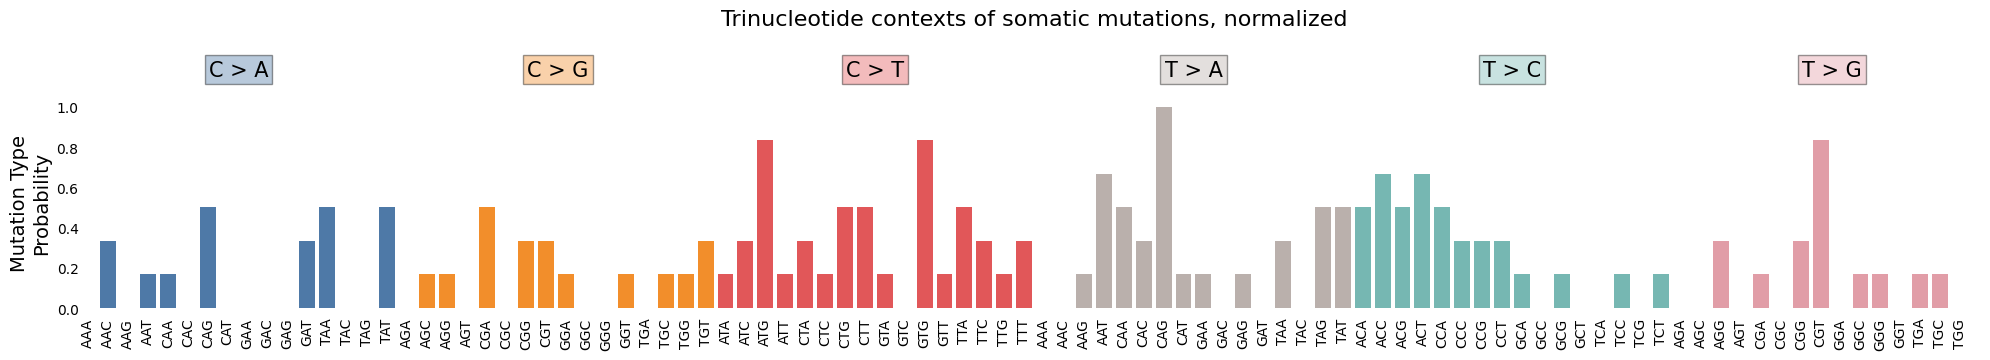 Trinucleotide contexts of somatic mutations, normalized
C > A
C > G
C > T
T > A
T > C
T > G
Mutation Type
Probability
1.0
0.8
0.6
0.4
0.2
0.0
AAA
AAC
AAG
AAT
CAA
CAC
CAG
CAT
GAA
GAC
GAG
GAT
TAA
TAC
TAG
TAT
AGA
AGC
AGG
AGT
CGA
CGC
CGG
CGT
GGA
GGC
GGG
GGT
TGA
TGC
TGG
TGT
ATA
ATC
ATG
ATT
CTA
CTC
CTG
CTT
GTA
GTC
GTG
GTT
TTA
TTC
TTG
TTT
AAA
AAC
AAG
AAT
CAA
CAC
CAG
CAT
GAA
GAC
GAG
GAT
TAA
TAC
TAG
TAT
ACA
ACC
ACG
ACT
CCA
CCC
CCG
CCT
GCA
GCC
GCG
GCT
TCA
TCC
TCG
TCT
AGA
AGC
AGG
AGT
CGA
CGC
CGG
CGT
GGA
GGC
GGG
GGT
TGA
TGC
TGG